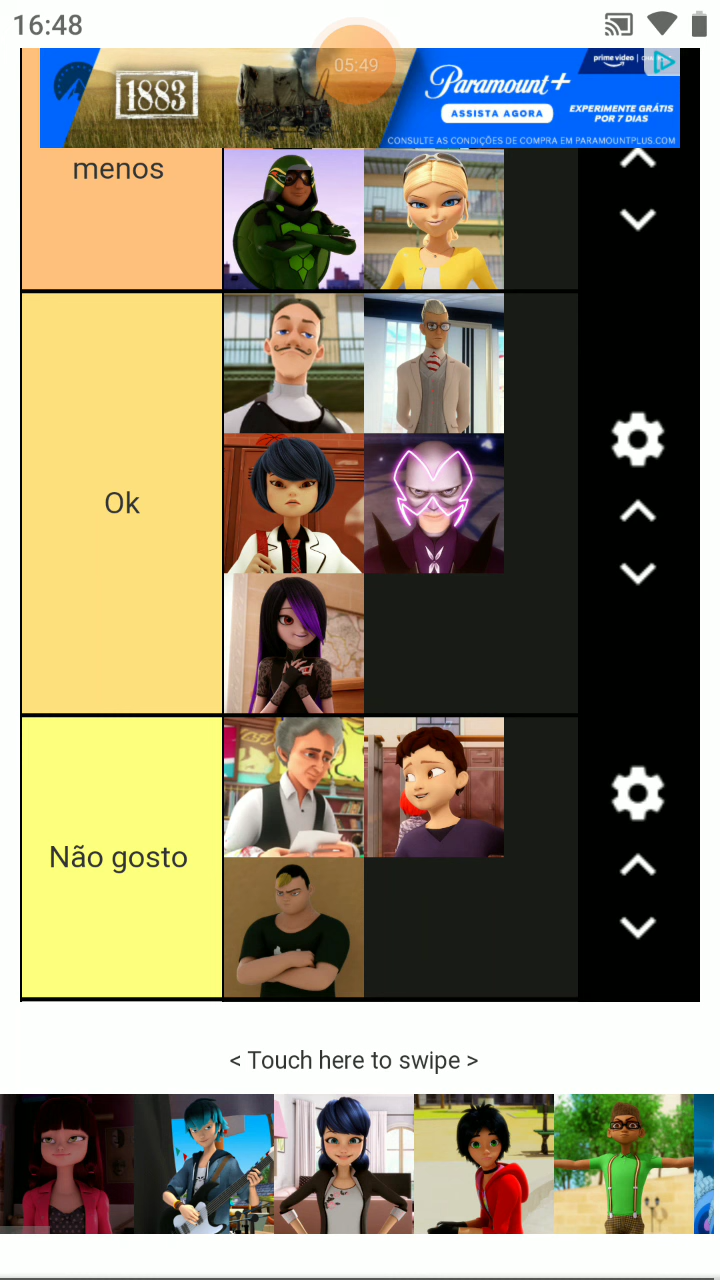 16:48
05:49
1883
Paramount+
prime video
ASSISTA AGORA
EXPERIMENTE GRÁTIS
POR 7 DIAS
CONSULTE AS CONDIÇÕES DE COMPRA EM PARAMOUNTPLUS.COM
menos
Ok
Não gosto
< Touch here to swipe >